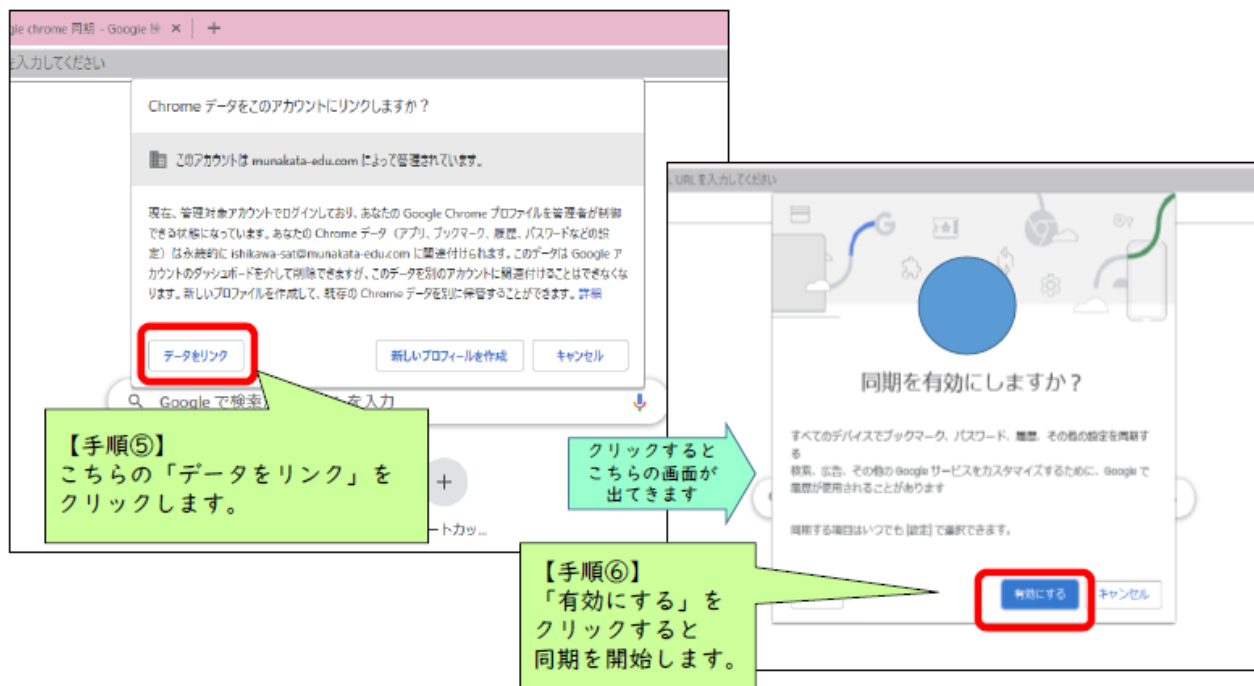 gle chrome 同期 - Google 検 × +
を入力してください
Chrome データをこのアカウントにリンクしますか？
このアカウントは munakata-edu.com によって管理されています。
現在、管理対象アカウントでログインしており、あなたの Google Chrome プロファイルを管理者が制御
できる状態になっています。あなたの Chrome データ（アプリ、ブックマーク、履歴、パスワードなどの設
定）は永続的に ishikawa-sat@munakata-edu.com に関連付けられます。このデータは Google ア
カウントのダッシュボードを介して削除できますが、このデータを別のアカウントに関連付けることはできなくな
ります。新しいプロファイルを作成して、既存の Chrome データを別に保管することができます。詳細
データをリンク
新しいプロフィールを作成
キャンセル
Google で検索
を入力
【手順⑤】
こちらの「データをリンク」を
クリックします。
+
ートカッ...
クリックすると
こちらの画面が
出てきます
、URL を入力してください
同期を有効にしますか？
すべてのデバイスでブックマーク、パスワード、履歴、その他の設定を同期す
る
検索、広告、その他の Google サービスをカスタマイズするために、Google で
履歴が使用されることがあります
同期する項目はいつでも [設定] で選択できます。
有効にする
キャンセル
【手順⑥】
「有効にする」を
クリックすると
同期を開始します。